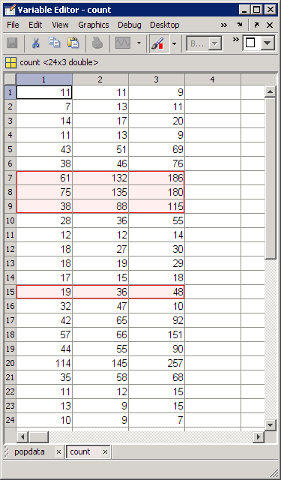 Variable Editor - count
File Edit View Graphics Debug Desktop »
B... »
count <24x3 double>
1 2 3 4
1 11 11 9
2 7 13 11
3 14 17 20
4 11 13 9
5 43 51 69
6 38 46 76
7 61 132 186
8 75 135 180
9 38 88 115
10 28 36 55
11 12 12 14
12 18 27 30
13 18 19 29
14 17 15 18
15 19 36 48
16 32 47 10
17 42 65 92
18 57 66 151
19 44 55 90
20 114 145 257
21 35 58 68
22 11 12 15
23 13 9 15
24 10 9 7
popdata × count ×